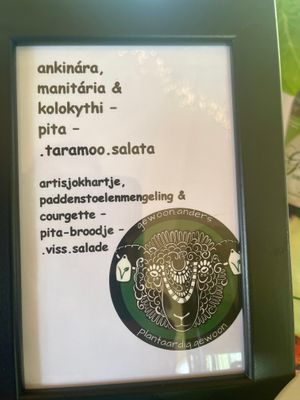 ankinára,
manitária &
kolokythi –
pita –
.taramoo.salata
artisjokhartje,
paddenstoelenmengeling &
courgette –
pita-broodje –
.viss.salade
gewoon anders
Plantaardig gewoon